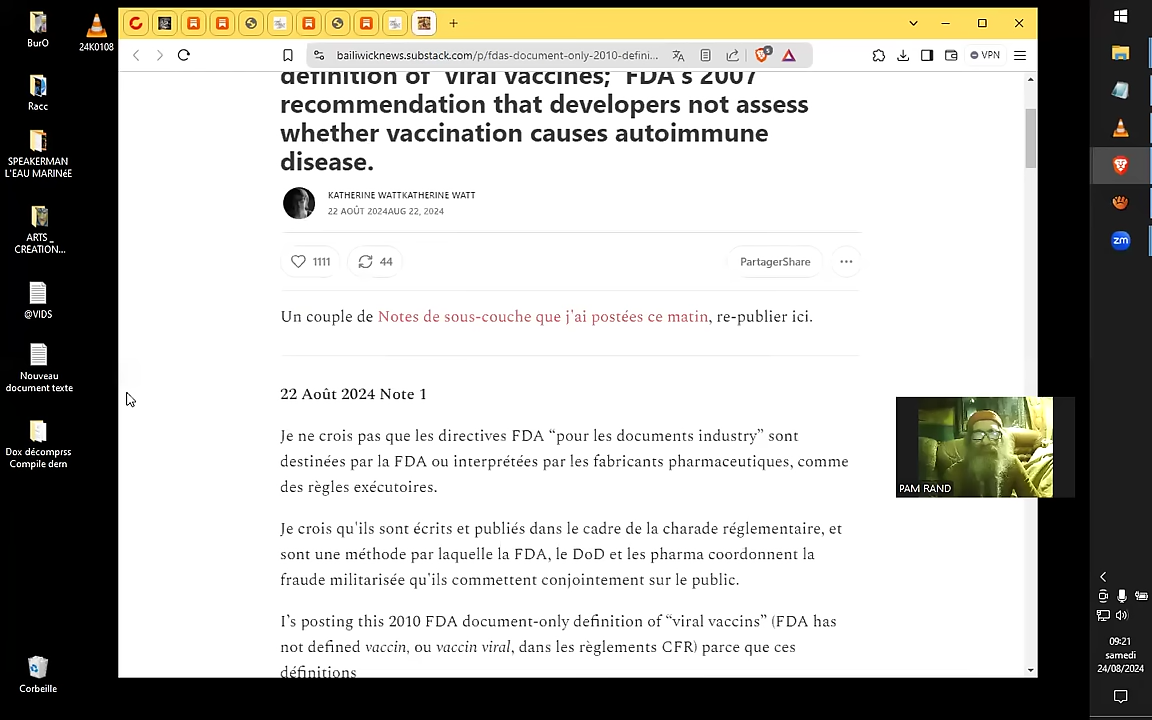 BurO
24K0108
Racc
SPEAKERMAN
L'EAU MARINéE
ARTS _
CREATION...
@VIDS
Nouveau
document texte
Dox décomprss
Compile dern
Corbeille
bailiwicknews.substack.com/p/fdas-document-only-2010-defini...
VPN
definition of "viral vaccines;" FDA's 2007
recommendation that developers not assess
whether vaccination causes autoimmune
disease.
KATHERINE WATTKATHERINE WATT
22 AOÛT 2024AUG 22, 2024
1111
44
PartagerShare
Un couple de Notes de sous-couche que j'ai postées ce matin, re-publier ici.
22 Août 2024 Note 1
Je ne crois pas que les directives FDA “pour les documents industry” sont
destinées par la FDA ou interprétées par les fabricants pharmaceutiques, comme
des règles exécutoires.
Je crois qu'ils sont écrits et publiés dans le cadre de la charade réglementaire, et
sont une méthode par laquelle la FDA, le DoD et les pharma coordonnent la
fraude militarisée qu'ils commettent conjointement sur le public.
I’s posting this 2010 FDA document-only definition of “viral vaccins” (FDA has
not defined vaccin, ou vaccin viral, dans les règlements CFR) parce que ces
définitions
PAM RAND
zm
09:21
samedi
24/08/2024